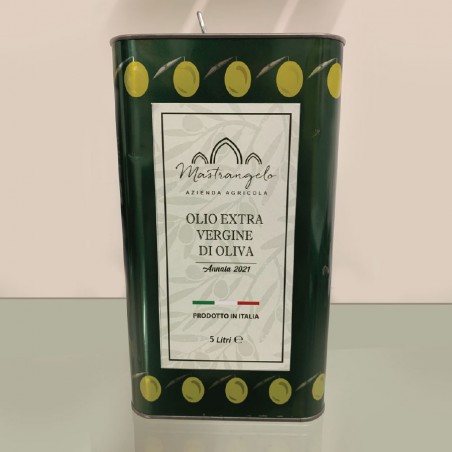 Mastrangelo
AZIENDA AGRICOLA
OLIO EXTRA
VERGINE
DI OLIVA
Annata 2021
PRODOTTO IN ITALIA
5 Litri ℮